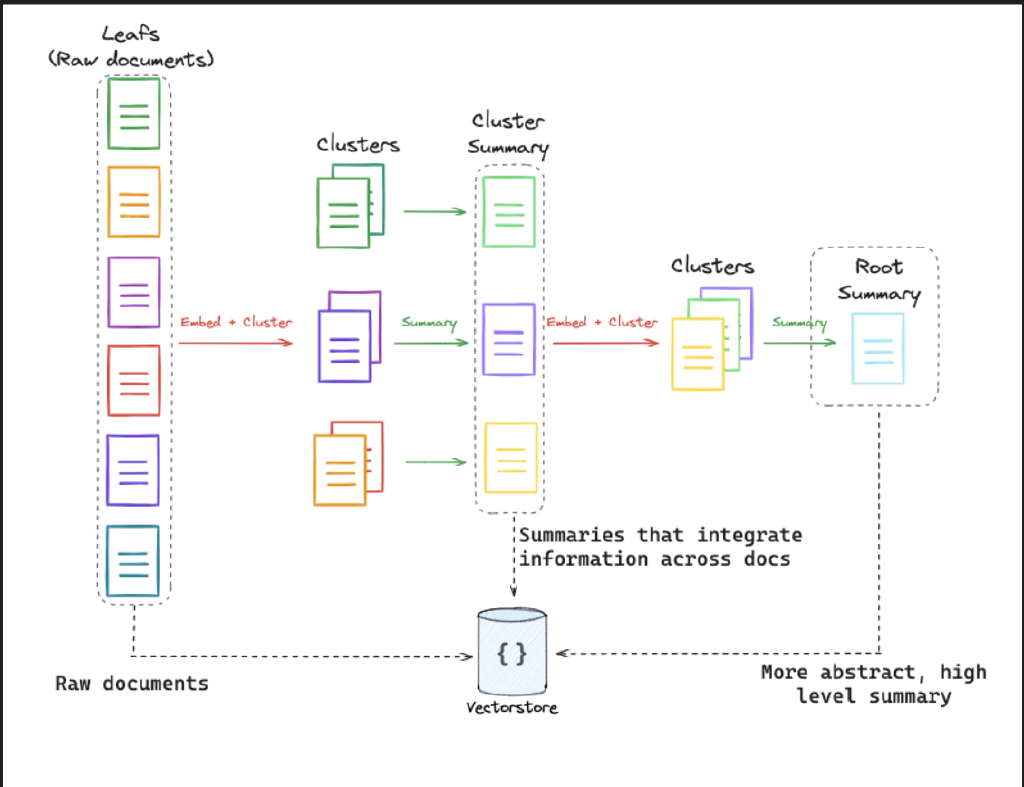 Leafs
(Raw documents)
Clusters
Cluster
Summary
Clusters
Root
Summary
Embed + Cluster
Summary
Embed + Cluster
Summary
Summaries that integrate
information across docs
{}
Vectorstore
Raw documents
More abstract, high
level summary